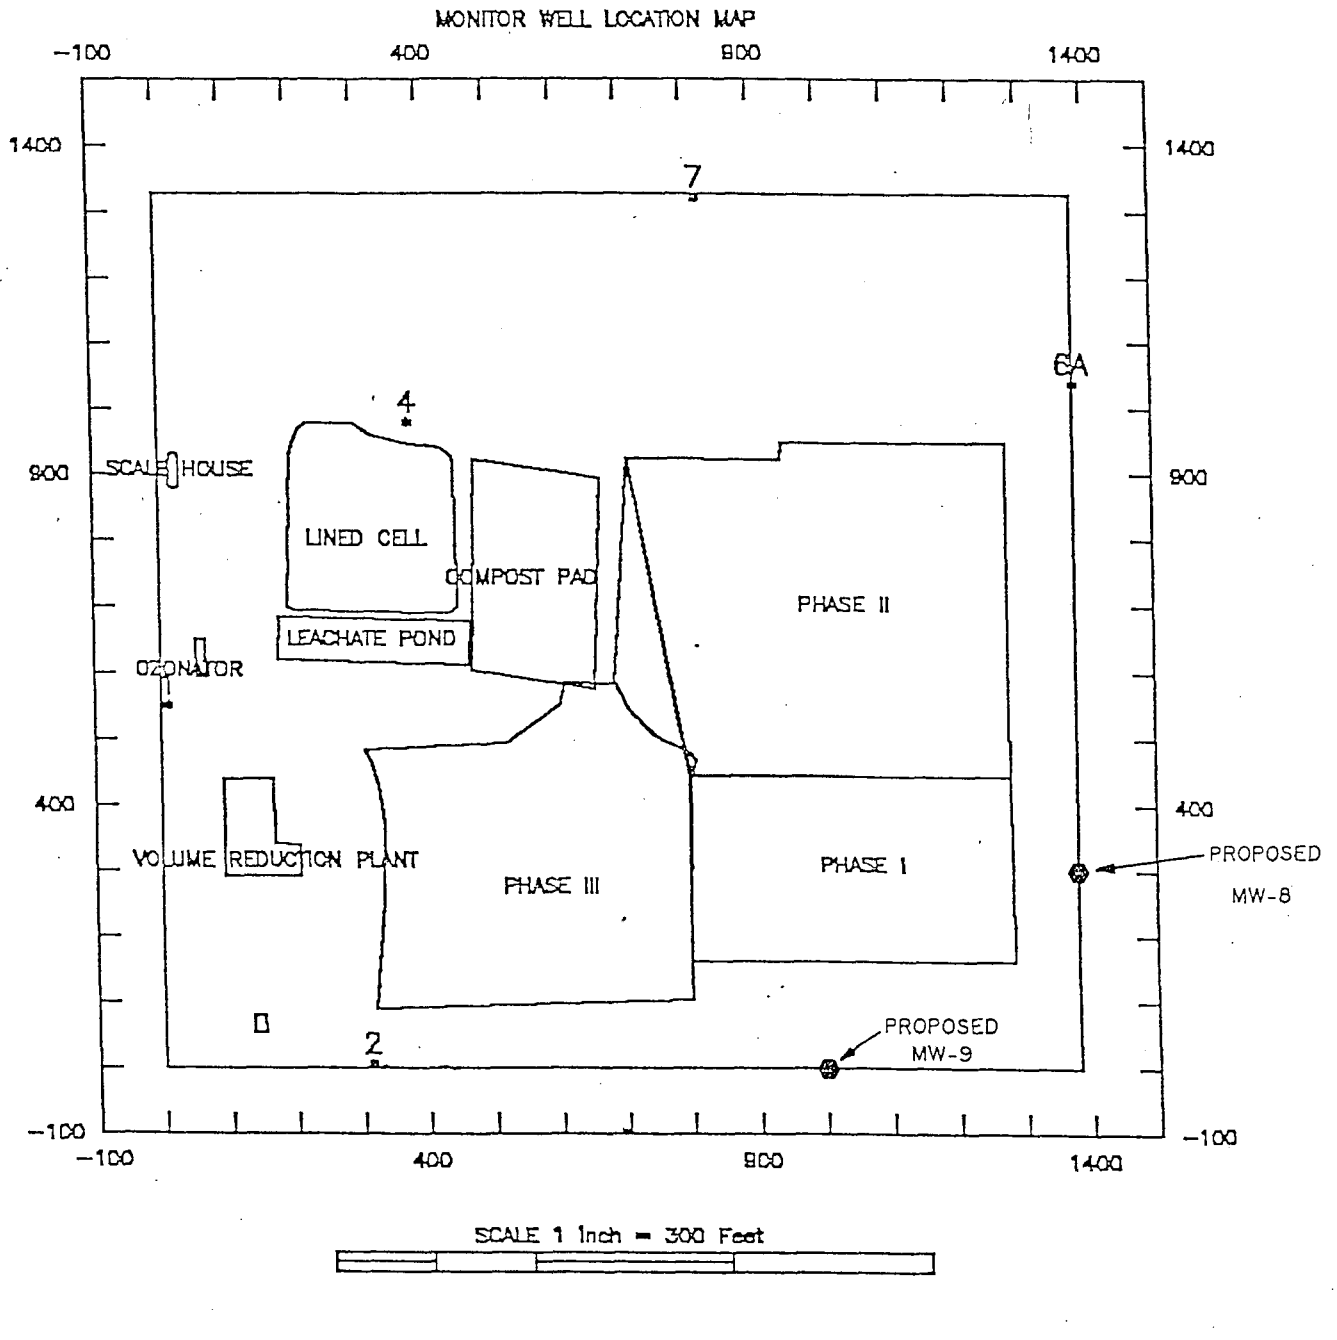 MONITOR WELL LOCATION MAP
-100 400 900 1400
1400 1400
7
6A
4
900 SCALE HOUSE 900
LINED CELL
COMPOST PAD
PHASE II
LEACHATE POND
OZONATOR
1
400 400
PROPOSED
MW-8
VOLUME REDUCTION PLANT
PHASE I
PHASE III
PROPOSED
MW-9
2
-100 -100
-100 400 900 1400
SCALE 1 Inch = 300 Feet